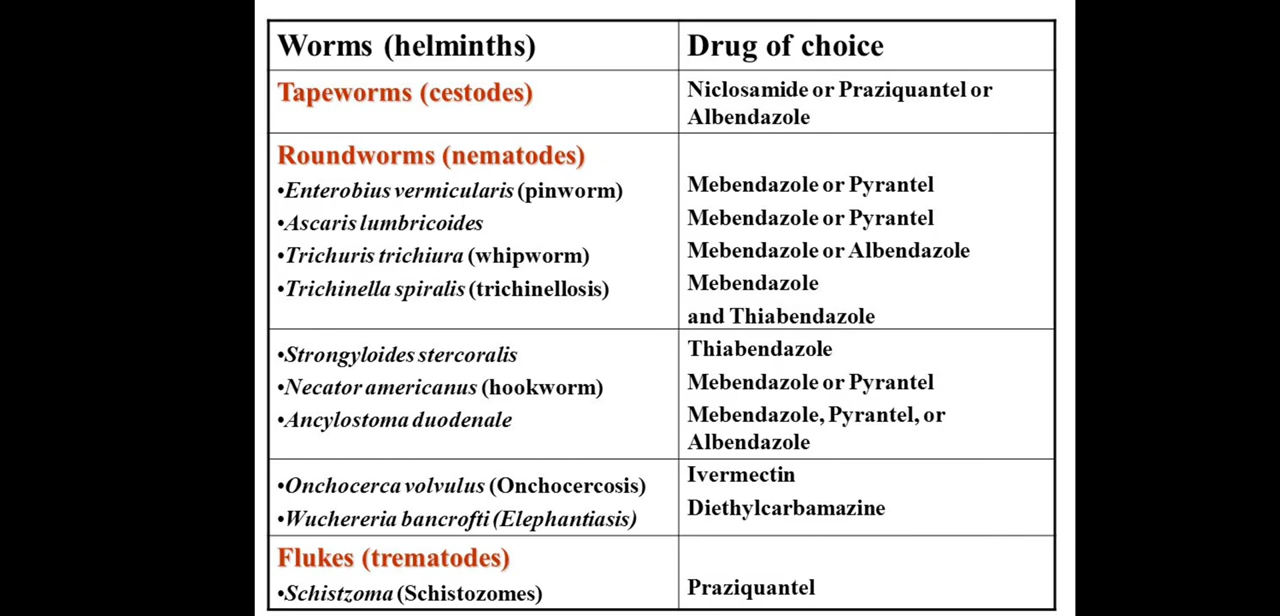 Worms (helminths)
Drug of choice
Tapeworms (cestodes)
Niclosamide or Praziquantel or
Albendazole
Roundworms (nematodes)
•Enterobius vermicularis (pinworm)
Mebendazole or Pyrantel
•Ascaris lumbricoides
Mebendazole or Pyrantel
•Trichuris trichiura (whipworm)
Mebendazole or Albendazole
•Trichinella spiralis (trichinellosis)
Mebendazole
and Thiabendazole
•Strongyloides stercoralis
Thiabendazole
•Necator americanus (hookworm)
Mebendazole or Pyrantel
•Ancylostoma duodenale
Mebendazole, Pyrantel, or
Albendazole
•Onchocerca volvulus (Onchocercosis)
Ivermectin
•Wuchereria bancrofti (Elephantiasis)
Diethylcarbamazine
Flukes (trematodes)
•Schistzoma (Schistozomes)
Praziquantel